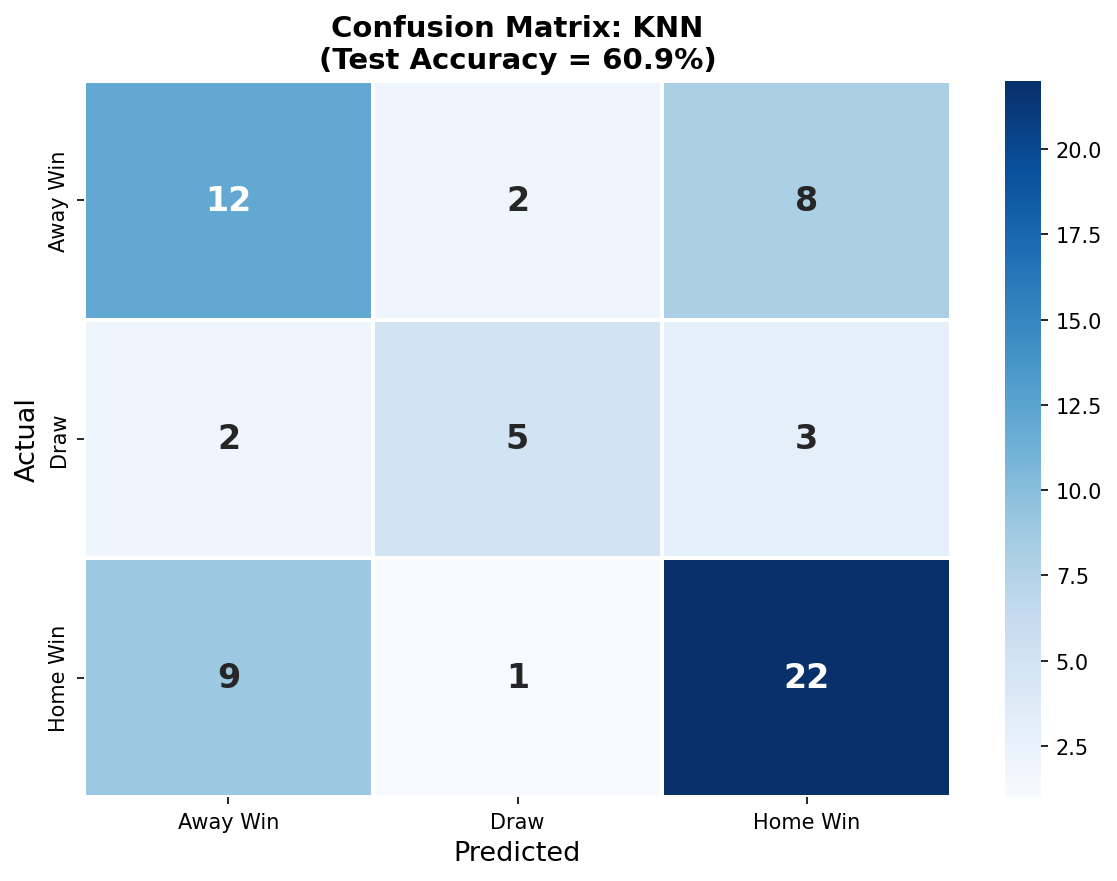 Confusion Matrix: KNN
(Test Accuracy = 60.9%)
Actual
Away Win
12
2
8
Draw
2
5
3
Home Win
9
1
22
Away Win
Draw
Home Win
Predicted
20.0
17.5
15.0
12.5
10.0
7.5
5.0
2.5